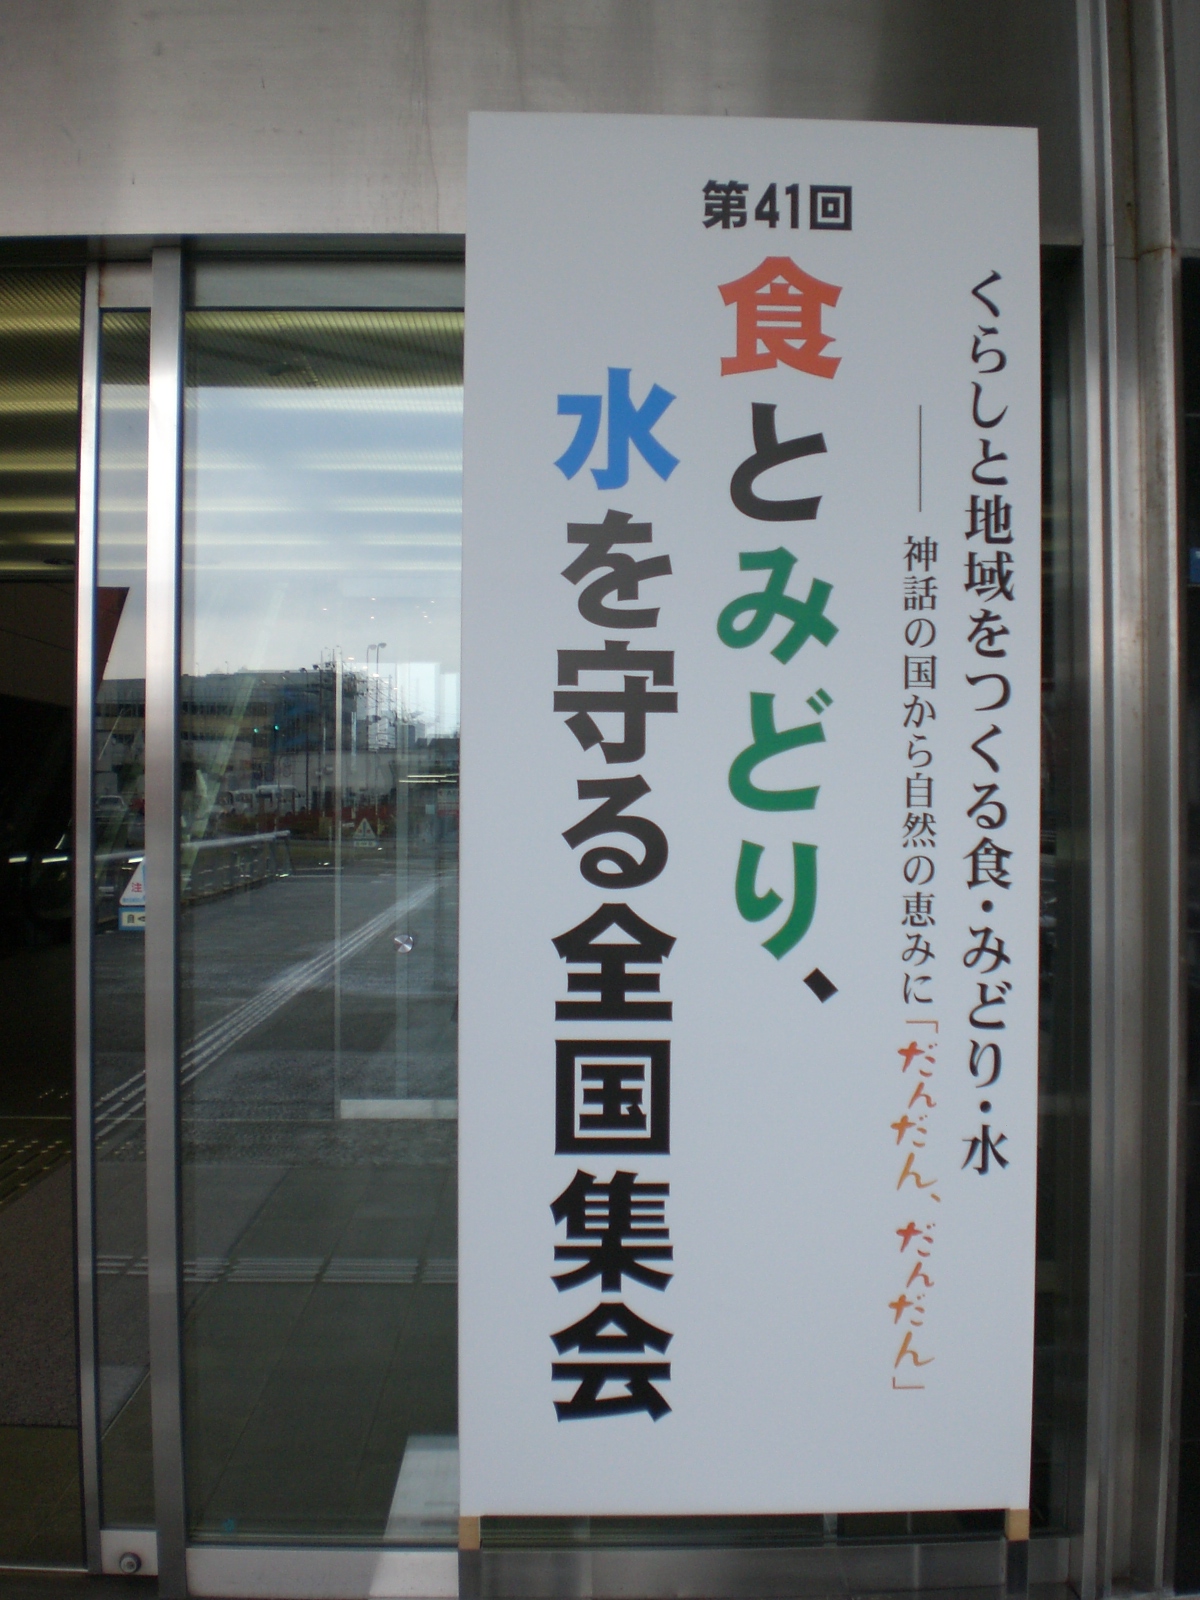 くらしと地域をつくる食・みどり・水
── 神話の国から自然の恵みに「だんだん、だんだん」
第41回
食とみどり、
水を守る全国集会
注